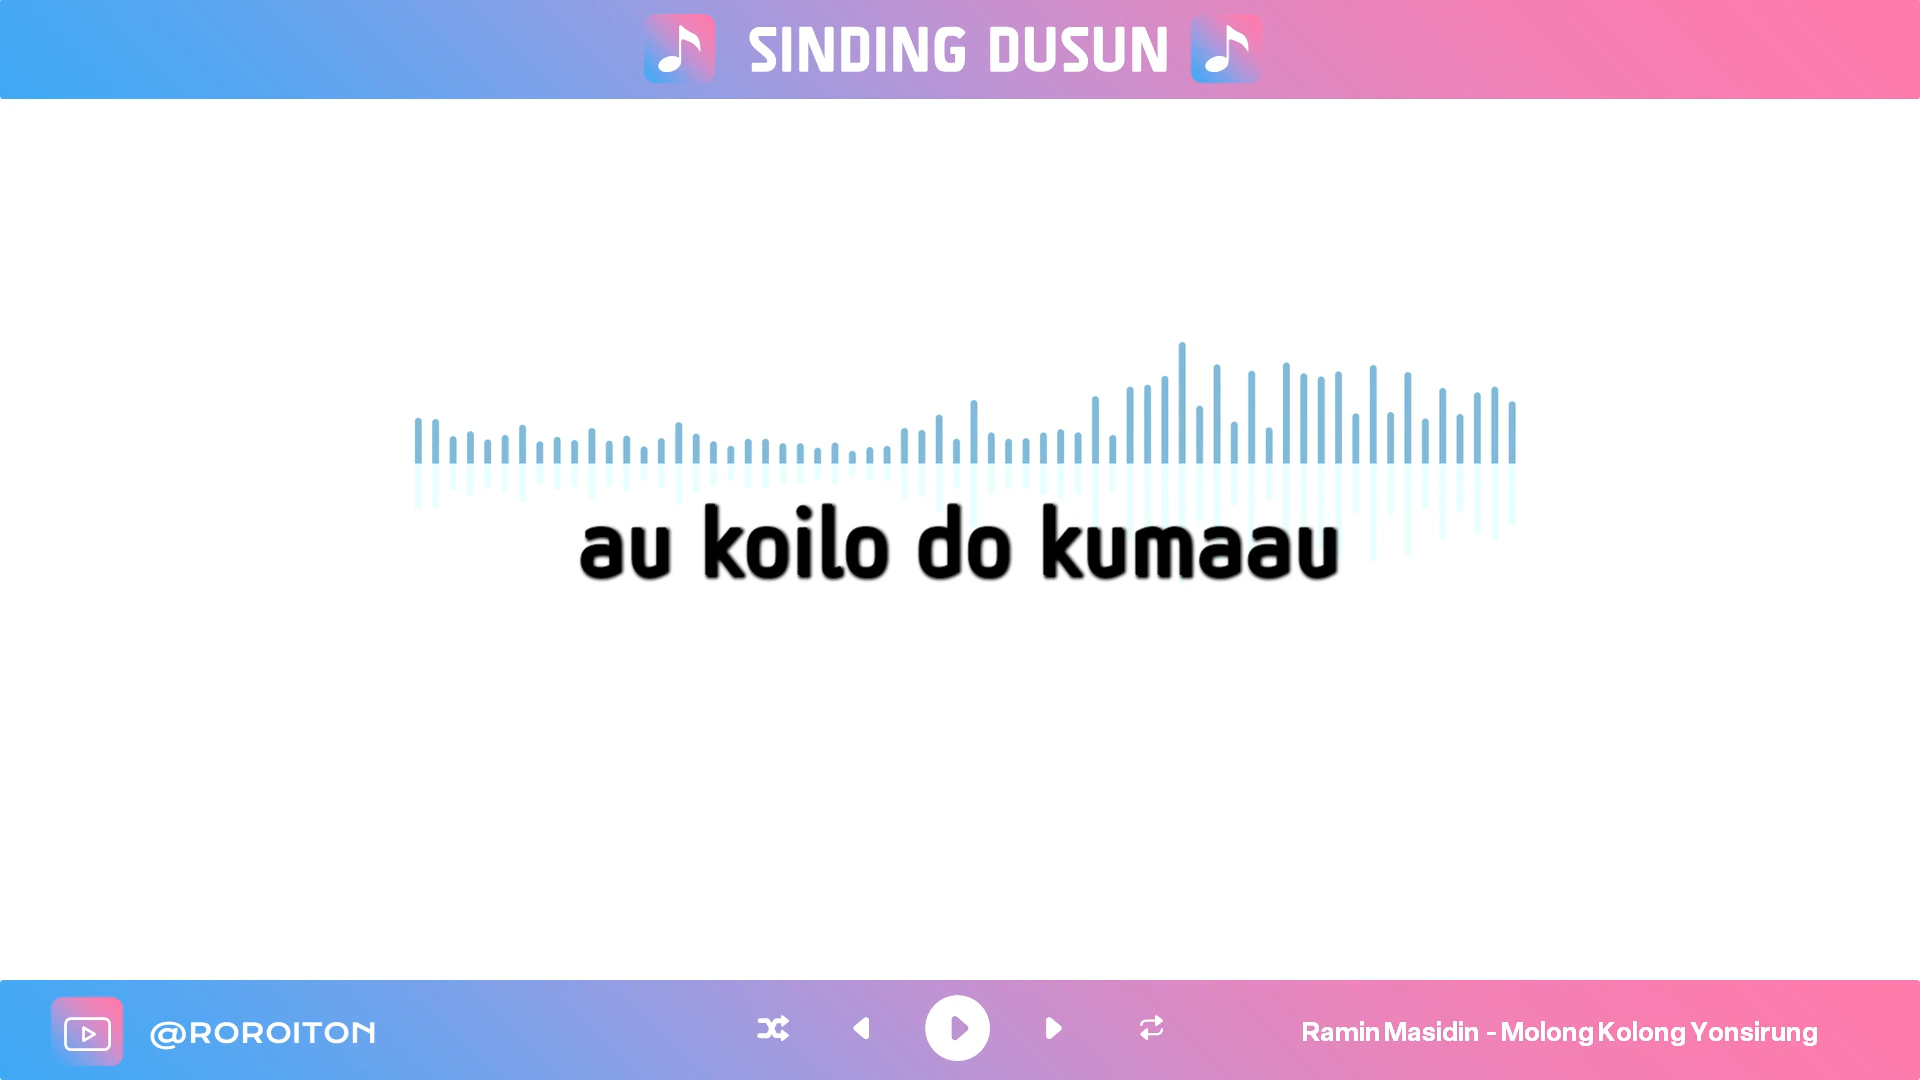 SINDING DUSUN
au koilo do kumaau
@ROROITON
Ramin Masidin - Molong Kolong Yonsirung